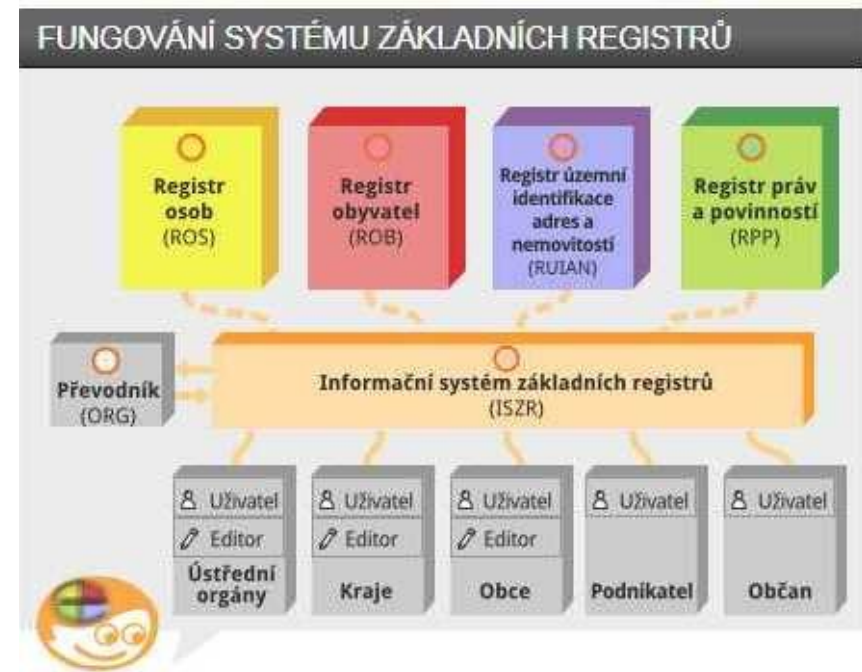 FUNGOVÁNÍ SYSTÉMU ZÁKLADNÍCH REGISTRŮ
Registr
osob
(ROS)
Registr
obyvatel
(ROB)
Registr územní
identifikace
adres a
nemovitostí
(RUIAN)
Registr práv
a povinností
(RPP)
Převodník
(ORG)
Informační systém základních registrů
(ISZR)
Uživatel
Editor
Ústřední
orgány
Uživatel
Editor
Kraje
Uživatel
Editor
Obce
Uživatel
Podnikatel
Uživatel
Občan